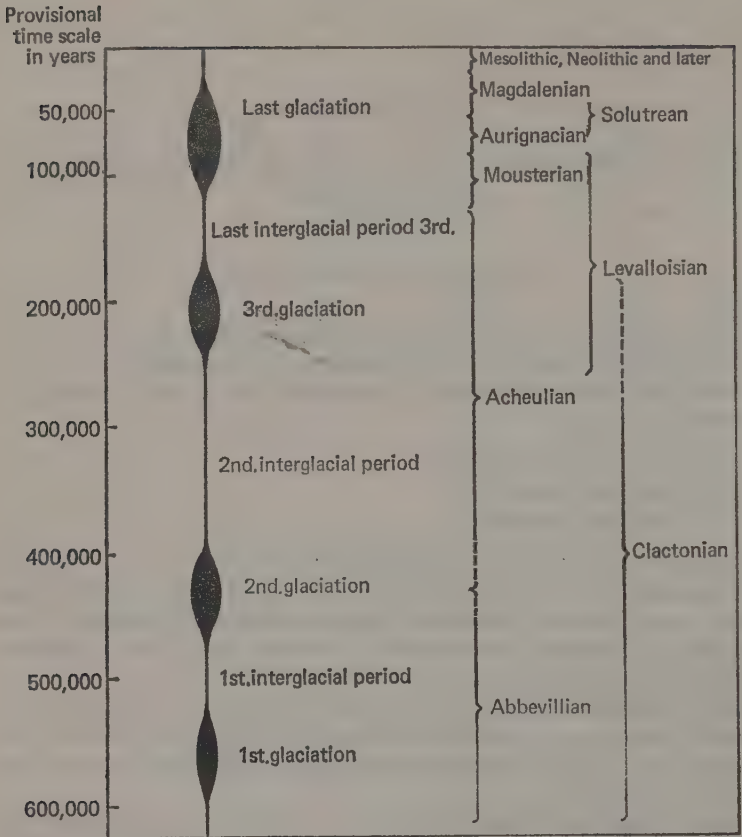 Provisional
time scale
in years
50,000
100,000
200,000
300,000
400,000
500,000
600,000
Last glaciation
Last interglacial period 3rd.
3rd.glaciation
2nd.interglacial period
2nd.glaciation
1st.interglacial period
1st.glaciation
Mesolithic, Neolithic and later
Magdalenian
Solutrean
Aurignacian
Mousterian
Levalloisian
Acheulian
Clactonian
Abbevillian